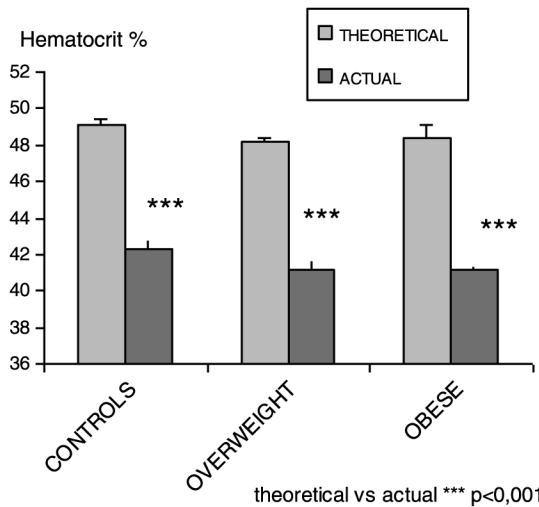 Hematocrit %
THEORETICAL
ACTUAL
52
50
48
46
44
42
40
38
36
***
***
***
CONTROLS
OVERWEIGHT
OBESE
theoretical vs actual *** p<0,001